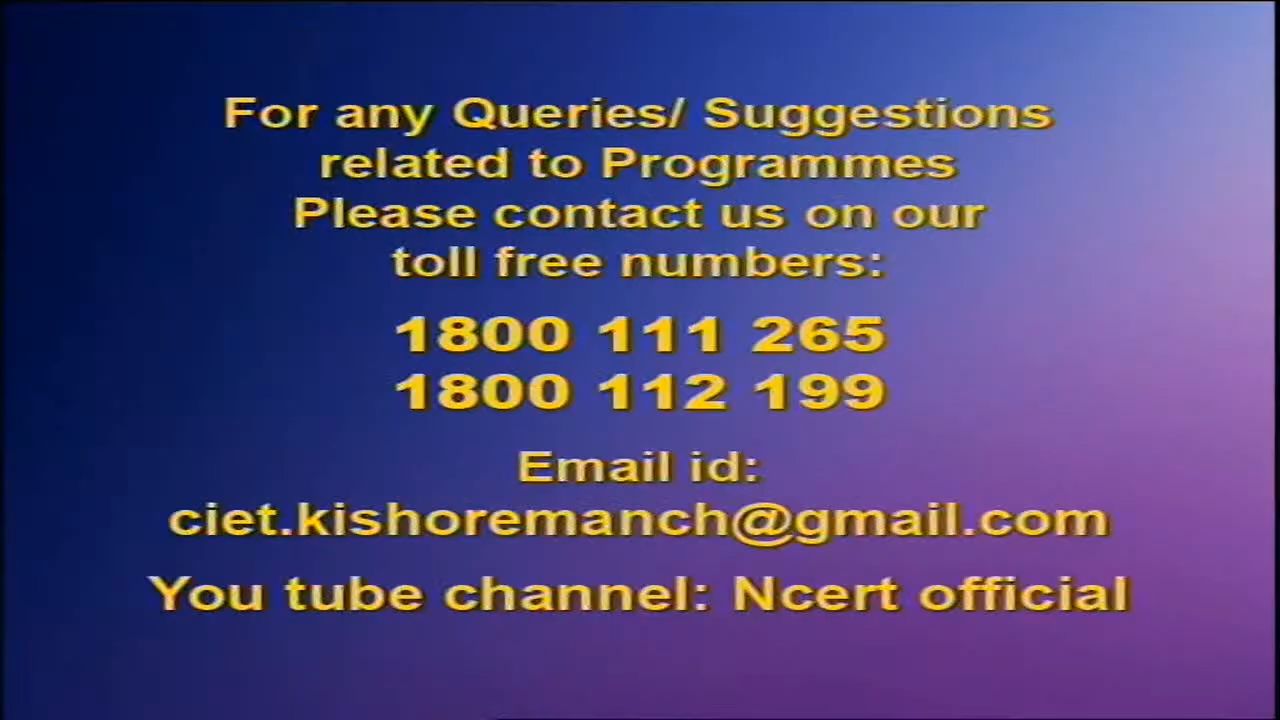 For any Queries/ Suggestions
related to Programmes
Please contact us on our
toll free numbers:
1800 111 265
1800 112 199
Email id:
ciet.kishoremanch@gmail.com
You tube channel: Ncert official